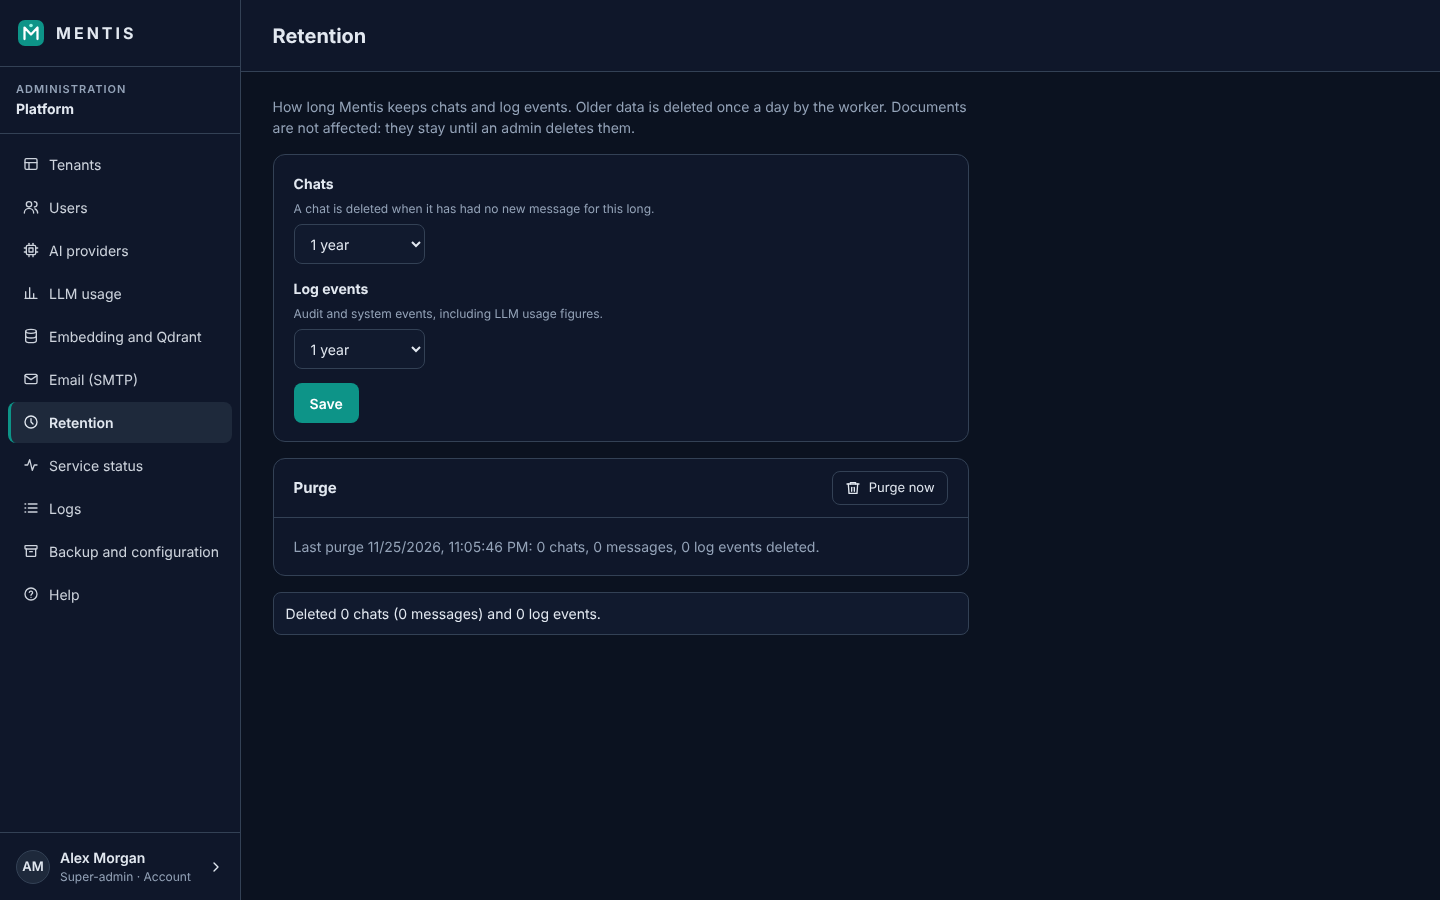 MENTIS
ADMINISTRATION
Platform
Tenants
Users
AI providers
LLM usage
Embedding and Qdrant
Email (SMTP)
Retention
Service status
Logs
Backup and configuration
Help
AM
Alex Morgan
Super-admin · Account
Retention
How long Mentis keeps chats and log events. Older data is deleted once a day by the worker. Documents
are not affected: they stay until an admin deletes them.
Chats
A chat is deleted when it has had no new message for this long.
1 year
Log events
Audit and system events, including LLM usage figures.
1 year
Save
Purge
Purge now
Last purge 11/25/2026, 11:05:46 PM: 0 chats, 0 messages, 0 log events deleted.
Deleted 0 chats (0 messages) and 0 log events.